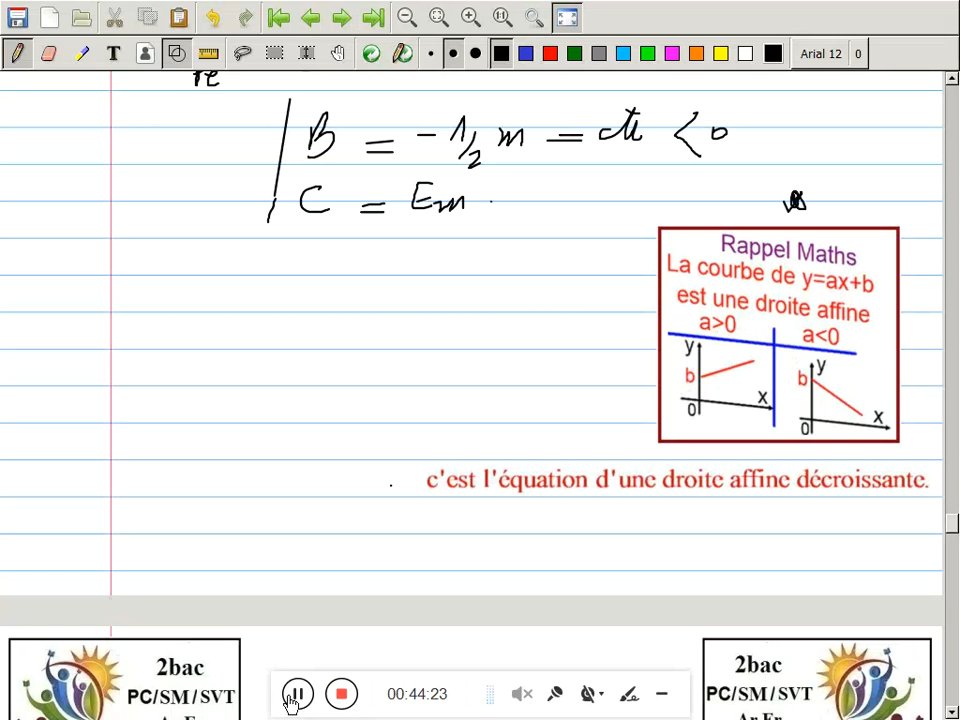 T
Arial 12 0
B = - 1/2 m = cte < 0
C = Em
Rappel Maths
La courbe de y=ax+b
est une droite affine
a>0 a<0
y y
b b
x x
0 0
c'est l'équation d'une droite affine décroissante.
2bac 2bac
PC/SM/SVT PC/SM/SVT
00:44:23